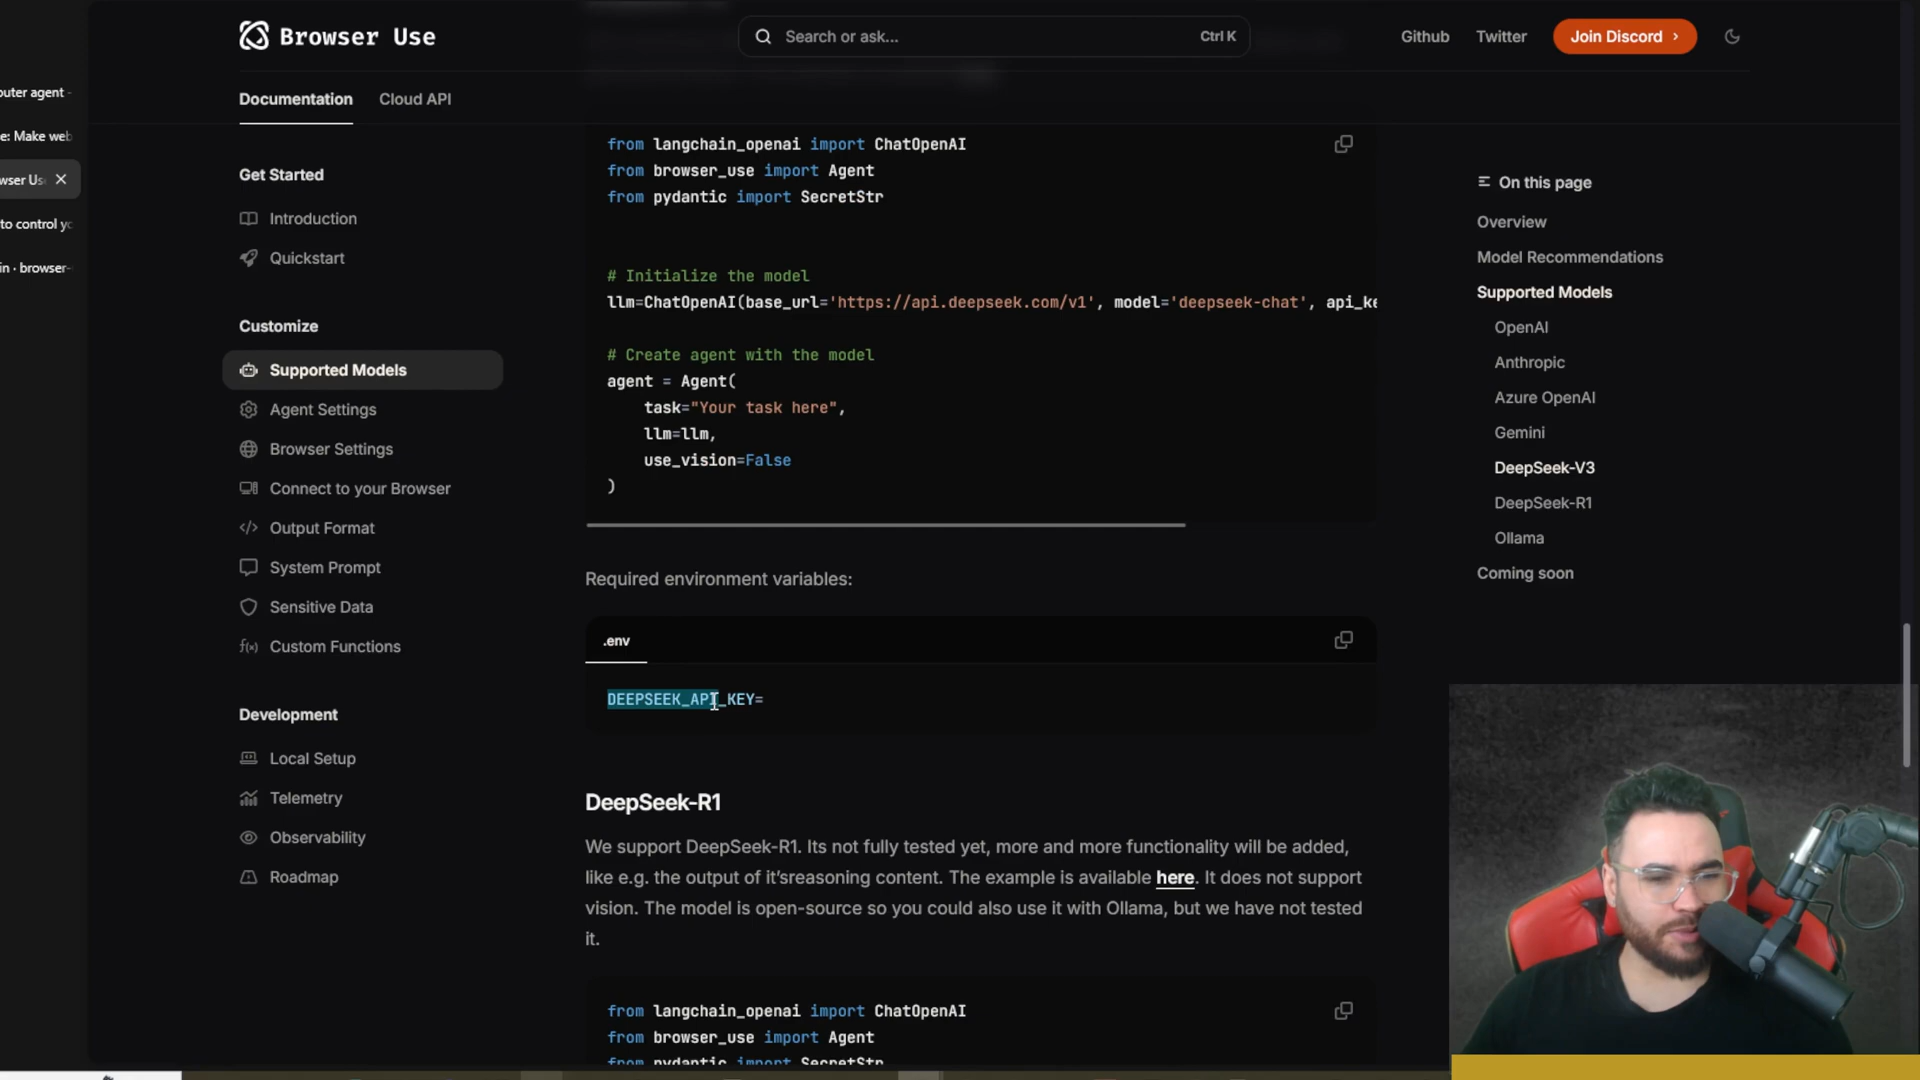 Browser Use
Search or ask...
Ctrl K
Github
Twitter
Join Discord
Documentation
Cloud API
outer agent -
e: Make web
wser Us
to control yo
in · browser-
Get Started
Introduction
Quickstart
Customize
Supported Models
Agent Settings
Browser Settings
Connect to your Browser
Output Format
System Prompt
Sensitive Data
Custom Functions
Development
Local Setup
Telemetry
Observability
Roadmap
from langchain_openai import ChatOpenAI
from browser_use import Agent
from pydantic import SecretStr
# Initialize the model
llm=ChatOpenAI(base_url='https://api.deepseek.com/v1', model='deepseek-chat', api_ke
# Create agent with the model
agent = Agent(
task="Your task here",
llm=llm,
use_vision=False
)
Required environment variables:
.env
DEEPSEEK_API_KEY=
DeepSeek-R1
We support DeepSeek-R1. Its not fully tested yet, more and more functionality will be added,
like e.g. the output of it'sreasoning content. The example is available here. It does not support
vision. The model is open-source so you could also use it with Ollama, but we have not tested
it.
from langchain_openai import ChatOpenAI
from browser_use import Agent
from pydantic import SecretStr
On this page
Overview
Model Recommendations
Supported Models
OpenAI
Anthropic
Azure OpenAI
Gemini
DeepSeek-V3
DeepSeek-R1
Ollama
Coming soon